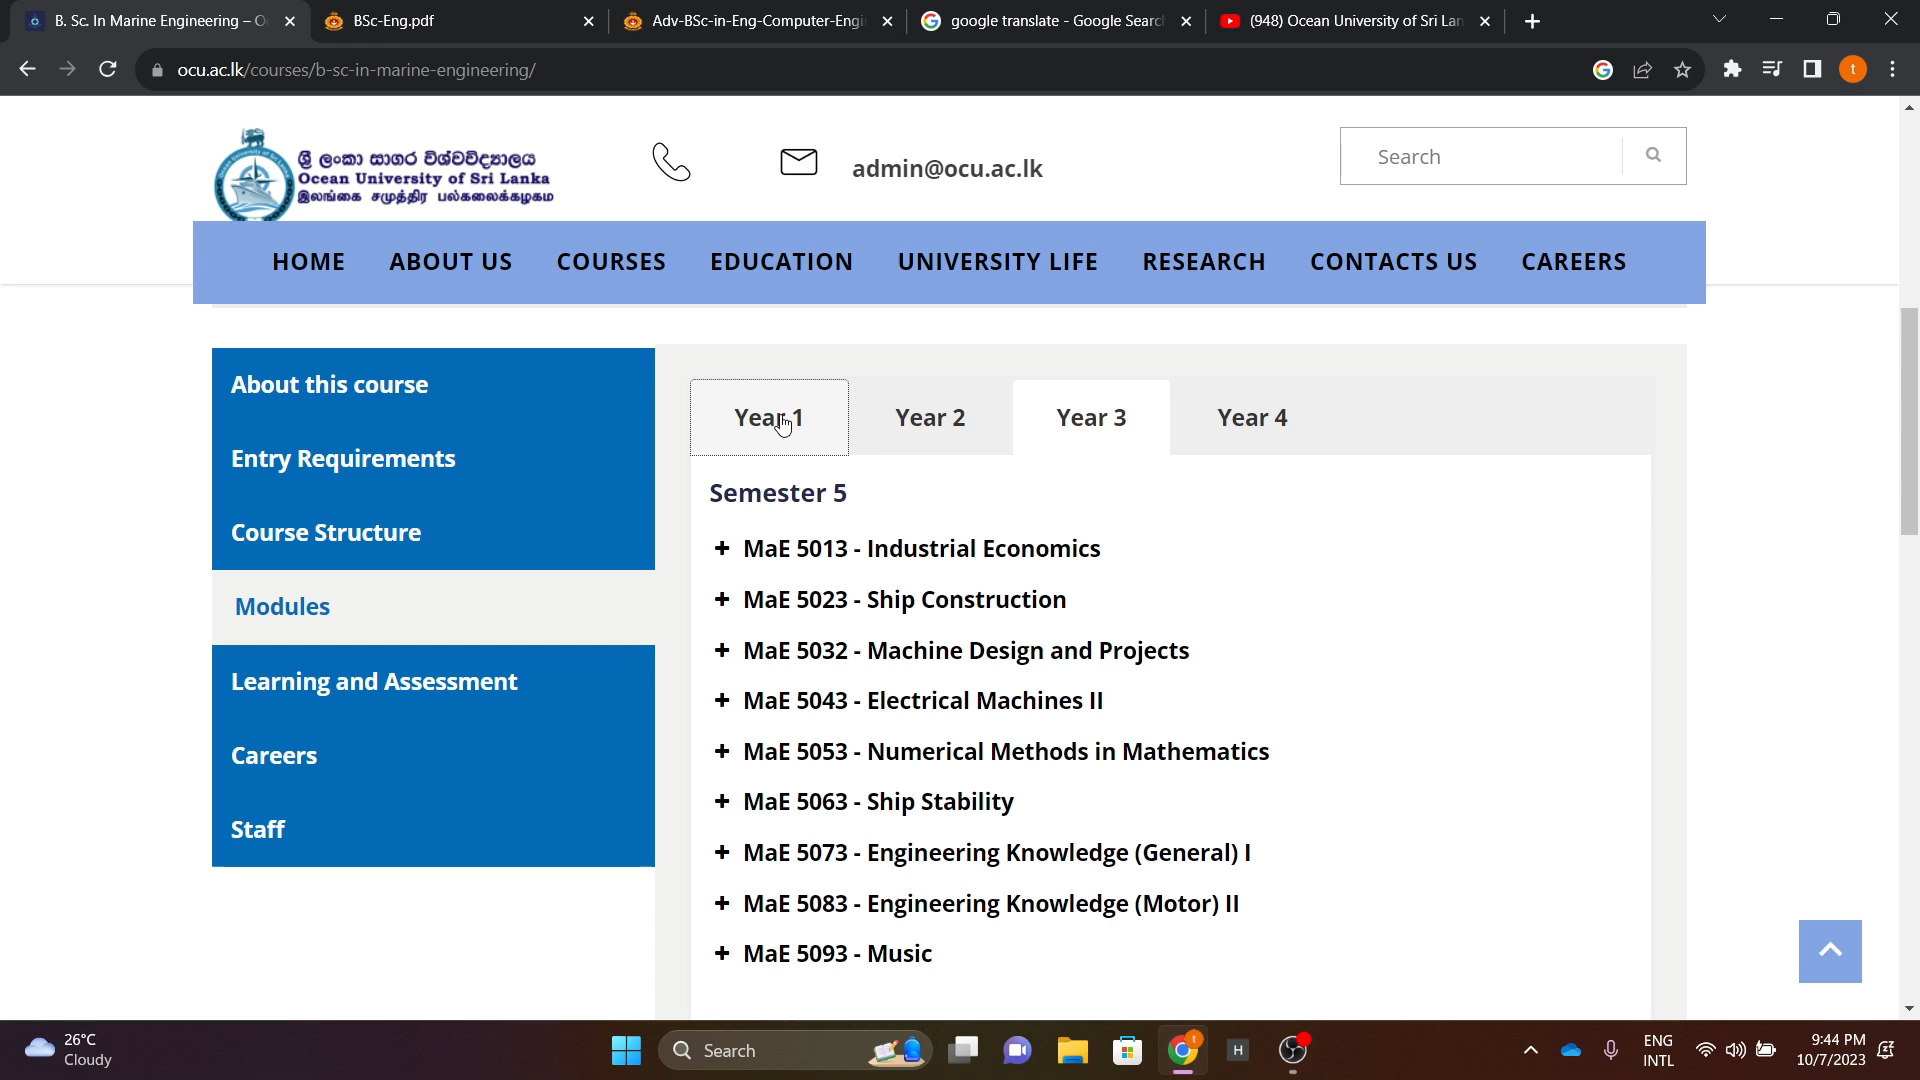 B. Sc. In Marine Engineering – O
BSc-Eng.pdf
Adv-BSc-in-Eng-Computer-Engi
google translate - Google Search
(948) Ocean University of Sri Lan
ocu.ac.lk/courses/b-sc-in-marine-engineering/
t
ශ්‍රී ලංකා සාගර විශ්වවිද්‍යාලය
Ocean University of Sri Lanka
இலங்கை சமுத்திர பல்கலைக்கழகம்
admin@ocu.ac.lk
Search
HOME ABOUT US COURSES EDUCATION UNIVERSITY LIFE RESEARCH CONTACTS US CAREERS
About this course
Entry Requirements
Course Structure
Modules
Learning and Assessment
Careers
Staff
Year 1 Year 2 Year 3 Year 4
Semester 5
+ MaE 5013 - Industrial Economics
+ MaE 5023 - Ship Construction
+ MaE 5032 - Machine Design and Projects
+ MaE 5043 - Electrical Machines II
+ MaE 5053 - Numerical Methods in Mathematics
+ MaE 5063 - Ship Stability
+ MaE 5073 - Engineering Knowledge (General) I
+ MaE 5083 - Engineering Knowledge (Motor) II
+ MaE 5093 - Music
26°C
Cloudy
Search
H
ENG
INTL
9:44 PM
10/7/2023